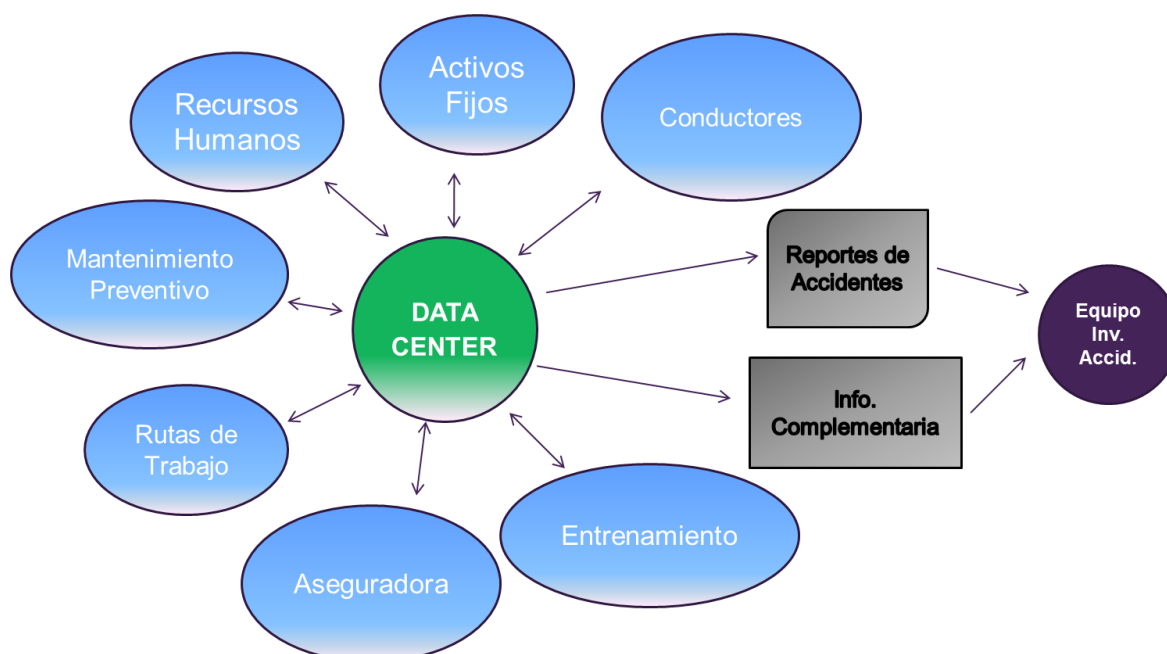 Activos
Fijos
Recursos
Humanos
Conductores
Mantenimiento
Preventivo
Reportes de
Accidentes
DATA
CENTER
Equipo
Inv.
Accid.
Info.
Complementaria
Rutas de
Trabajo
Entrenamiento
Aseguradora